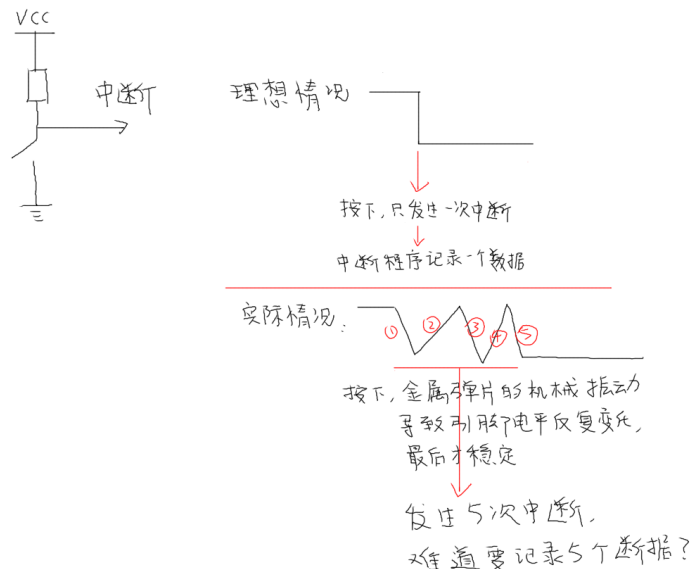 VCC
中断
理想情况
按下,只发生一次中断
中断程序记录一个数据
实际情况:
① ② ③ ④ ⑤
按下,金属弹片的机械振动
导致引脚电平反复变化,
最后才稳定
发生5次中断,
难道要记录5个断据?